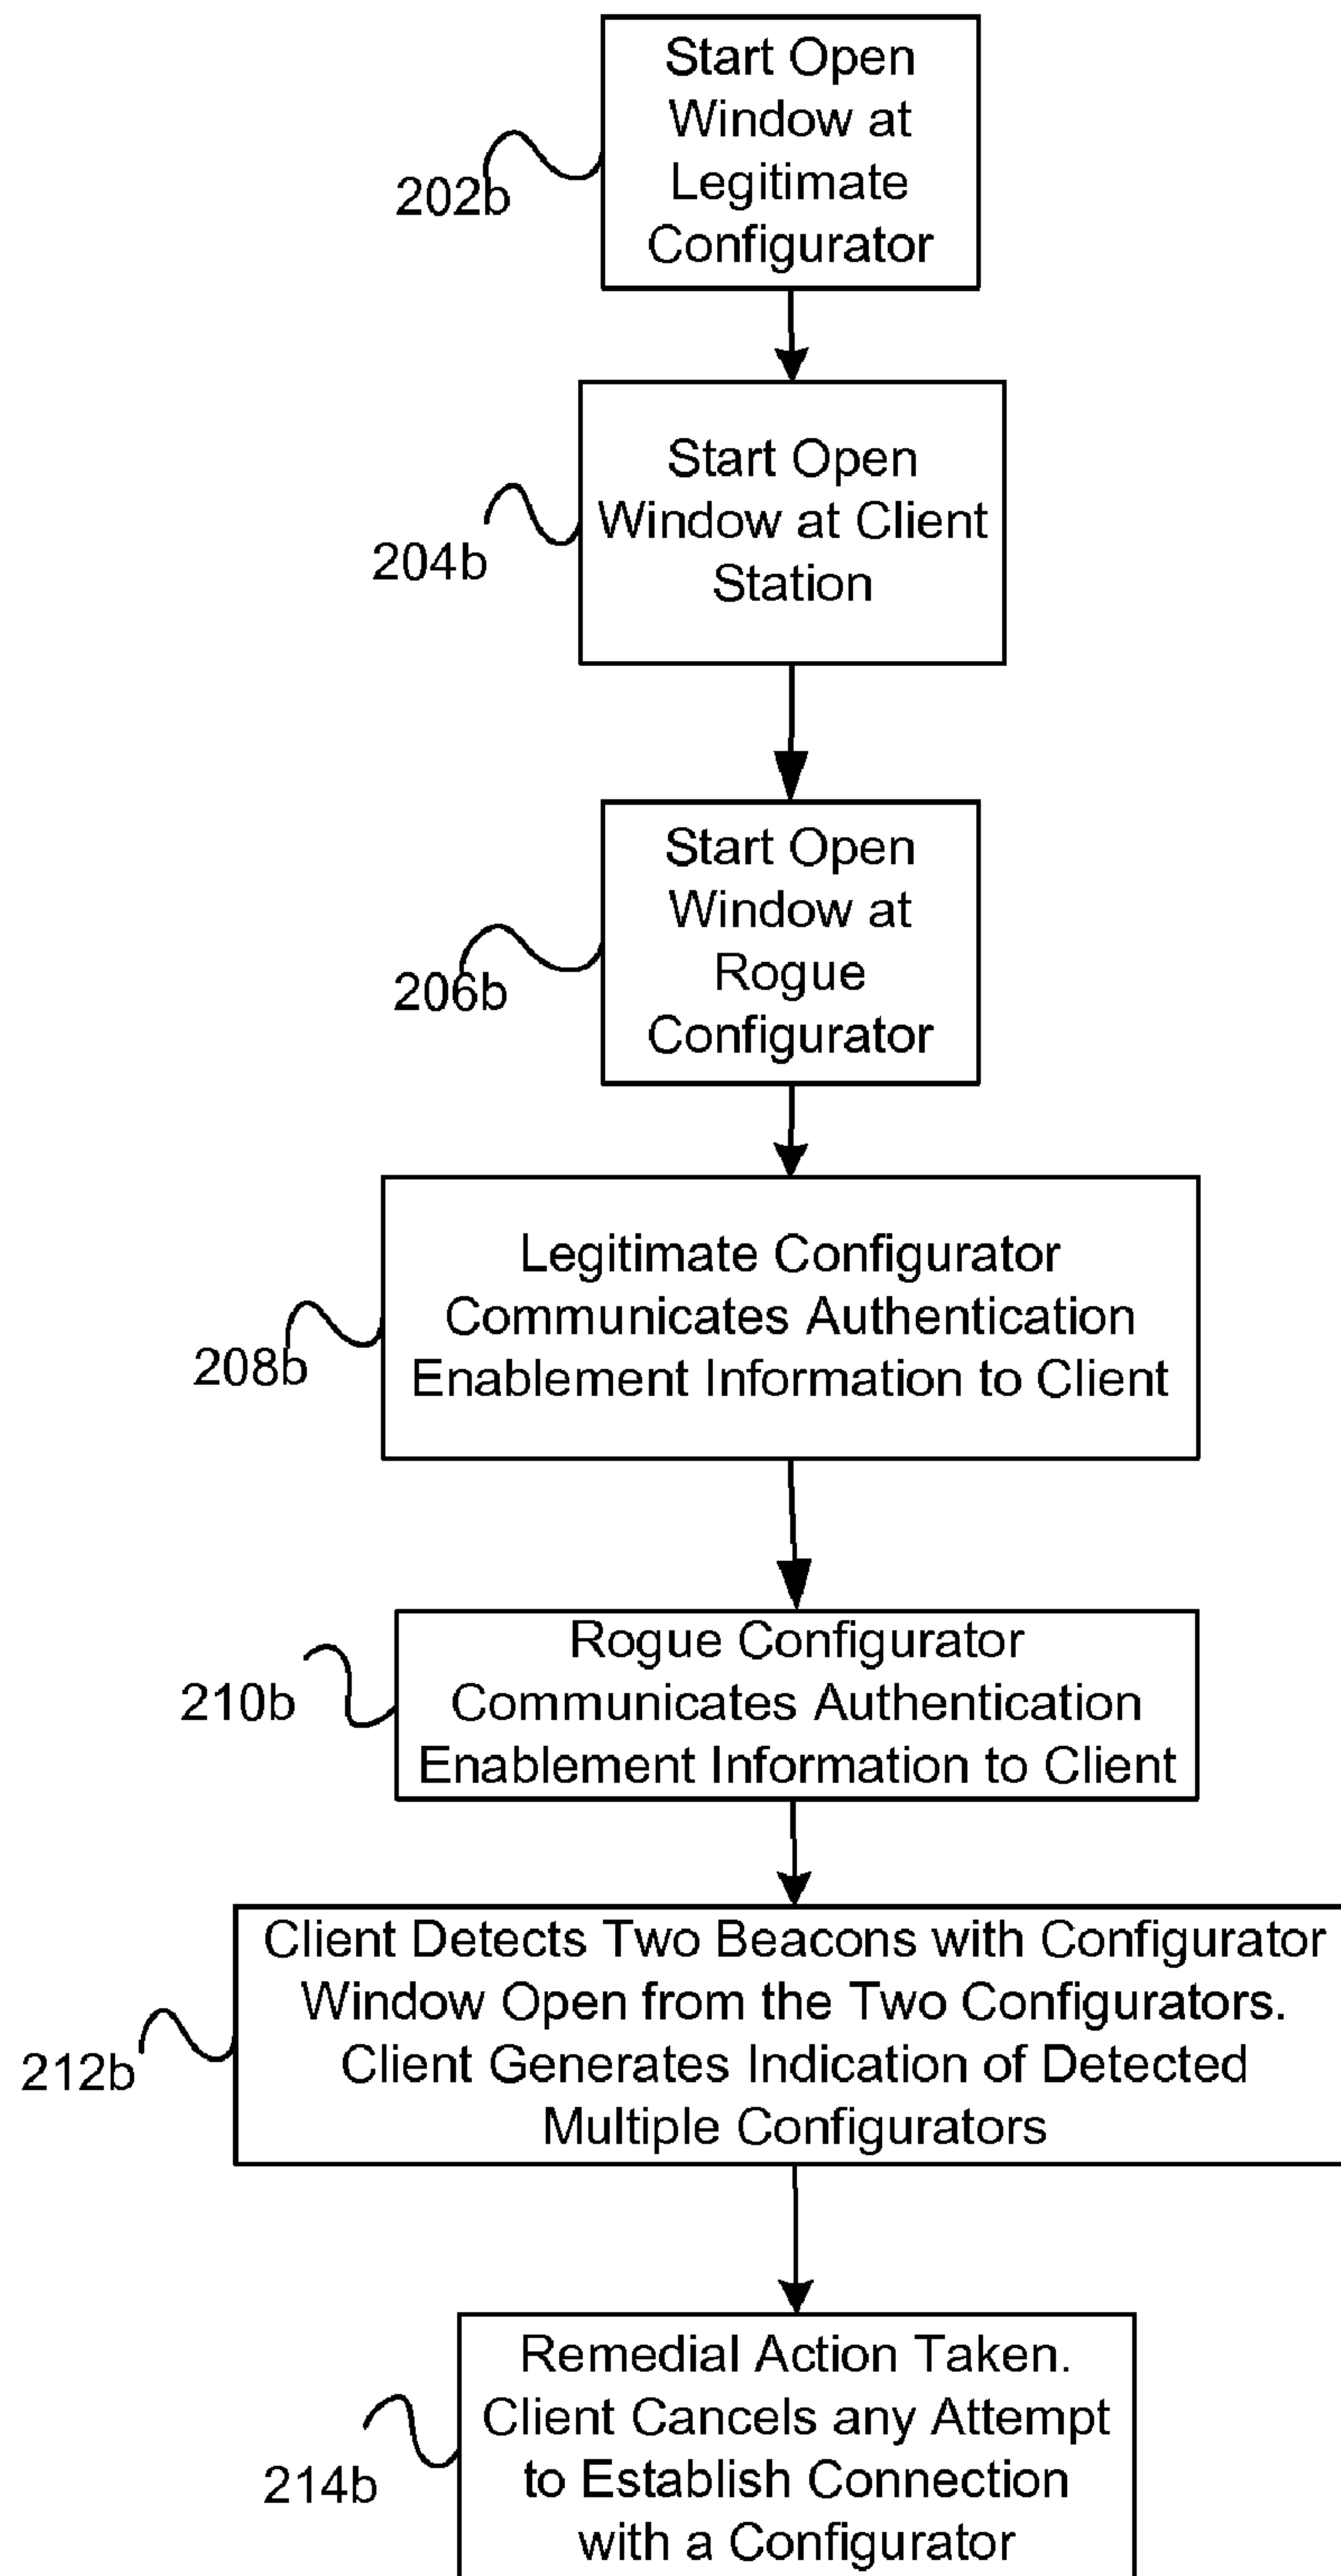 Start Open
Window at
Legitimate
Configurator
202b
Start Open
Window at Client
Station
204b
Start Open
Window at
Rogue
Configurator
206b
Legitimate Configurator
Communicates Authentication
Enablement Information to Client
208b
Rogue Configurator
Communicates Authentication
Enablement Information to Client
210b
Client Detects Two Beacons with Configurator
Window Open from the Two Configurators.
Client Generates Indication of Detected
Multiple Configurators
212b
Remedial Action Taken.
Client Cancels any Attempt
to Establish Connection
with a Configurator
214b